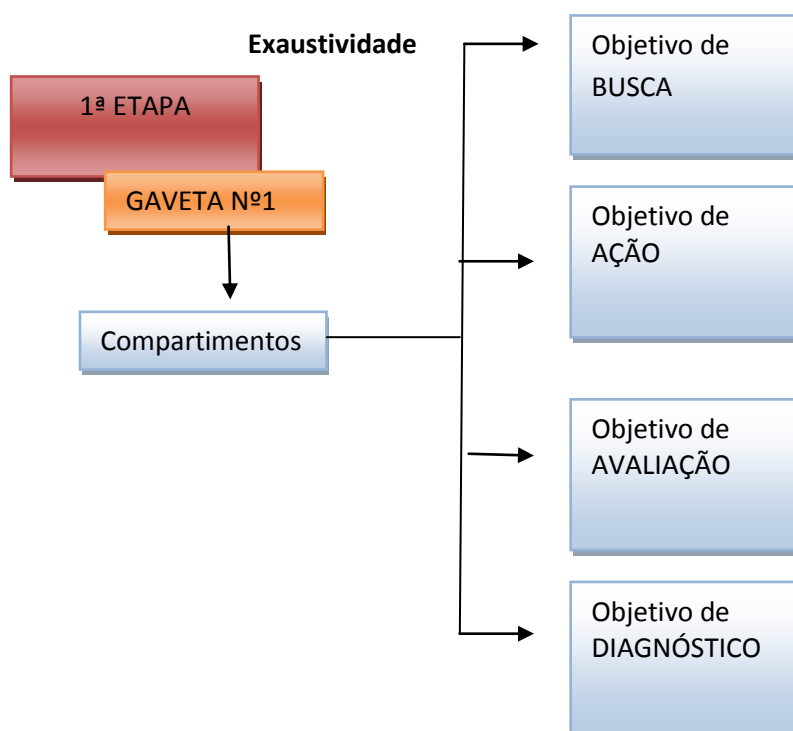 Exaustividade
1ª ETAPA
GAVETA Nº1
Compartimentos
Objetivo de
BUSCA
Objetivo de
AÇÃO
Objetivo de
AVALIAÇÃO
Objetivo de
DIAGNÓSTICO